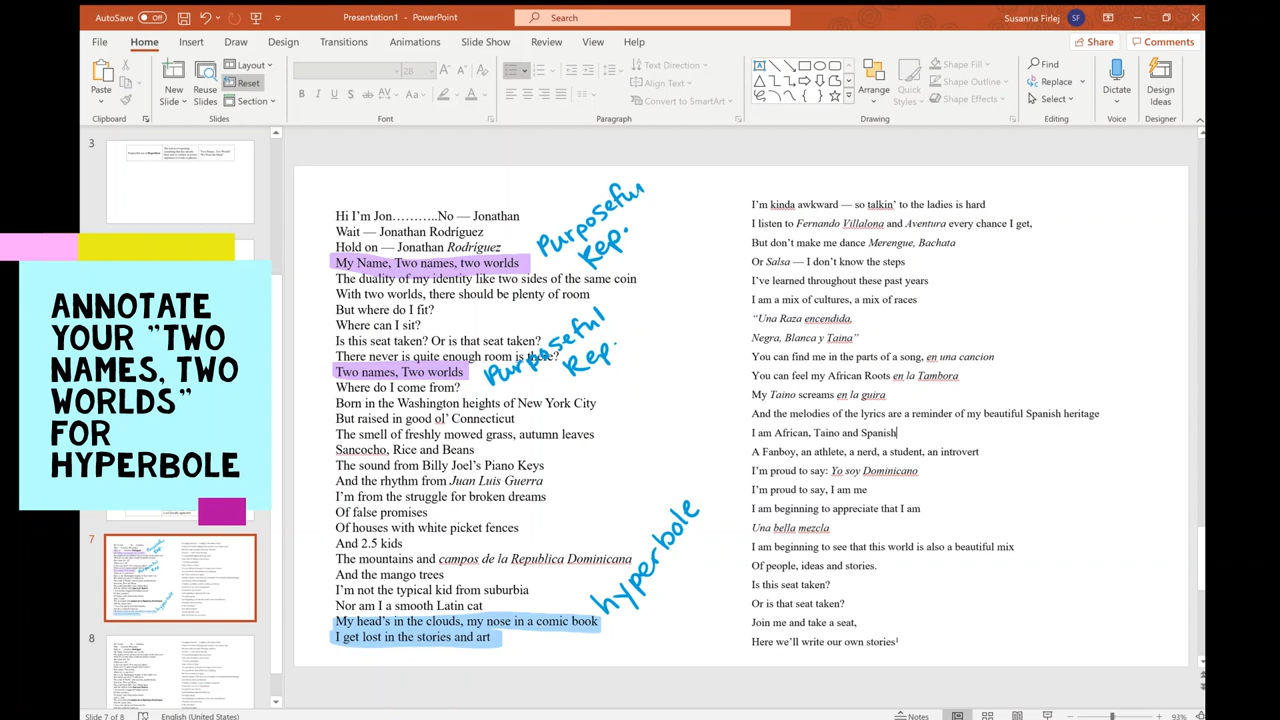 AutoSave Off
Presentation1 - PowerPoint
Search
Susanna Firlej
SF
File Home Insert Draw Design Transitions Animations Slide Show Review View Help
Share Comments
Paste
Clipboard
New Slide
Reuse Slides
Layout
Reset
Section
Slides
28
Font
Text Direction
Align Text
Convert to SmartArt
Paragraph
Arrange
Quick Styles
Shape Fill
Shape Outline
Shape Effects
Drawing
Find
Replace
Select
Editing
Dictate
Voice
Design Ideas
Designer
3
7
8
ANNOTATE
YOUR "TWO
NAMES, TWO
WORLDS"
FOR
HYPERBOLE
Hi I'm Jon………..No — Jonathan
Wait — Jonathan Rodríguez
Hold on — Jonathan Rodríguez
My Name, Two names, two worlds
The duality of my identity like two sides of the same coin
With two worlds, there should be plenty of room
But where do I fit?
Where can I sit?
Is this seat taken? Or is that seat taken?
There never is quite enough room is there?
Two names, Two worlds
Where do I come from?
Born in the Washington heights of New York City
But raised in good ol' Connecticut
The smell of freshly mowed grass, autumn leaves
Sancocho, Rice and Beans
The sound from Billy Joel's Piano Keys
And the rhythm from Juan Luis Guerra
I'm from the struggle for broken dreams
Of false promises
Of houses with white picket fences
And 2.5 kids
The mountains and campos de la Republica Dominicana
And the mango trees
I'm not the typical kid from suburbia
Nor am I a smooth Latin cat
My head's in the clouds, my nose in a comic book
I get lost in the stories and art
Purposeful
Rep.
Purposeful
Rep.
hyperbole
I'm kinda awkward — so talkin' to the ladies is hard
I listen to Fernando Villalona and Aventura every chance I get,
But don't make me dance Merengue, Bachata
Or Salsa — I don't know the steps
I've learned throughout these past years
I am a mix of cultures, a mix of races
"Una Raza encendida,
Negra, Blanca y Taina"
You can find me in the parts of a song, en una cancion
You can feel my African Roots en la Tambora
My Taino screams en la guira
And the melodies of the lyrics are a reminder of my beautiful Spanish heritage
I am African, Taino and Spanish
A Fanboy, an athlete, a nerd, a student, an introvert
I'm proud to say: Yo soy Dominicano
I'm proud to say, I am me
I am beginning to appreciate that I am
Una bella mezcla
I am beginning to see that this world is also a beautiful mix
Of people, ideas and stories.
Is this seat taken?
Or is that seat taken?
Join me and take a seat,
Here we'll write our own stories
Slide 7 of 8 English (United States) Notes 93%